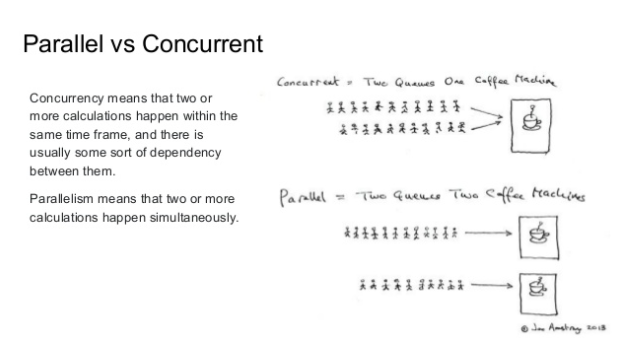 Parallel vs Concurrent
Concurrency means that two or
more calculations happen within the
same time frame, and there is
usually some sort of dependency
between them.
Parallelism means that two or more
calculations happen simultaneously.
Concurrent = Two Queues One Coffee Machine
Parallel = Two Queues Two Coffee Machines
© Joe Armstrong 2013